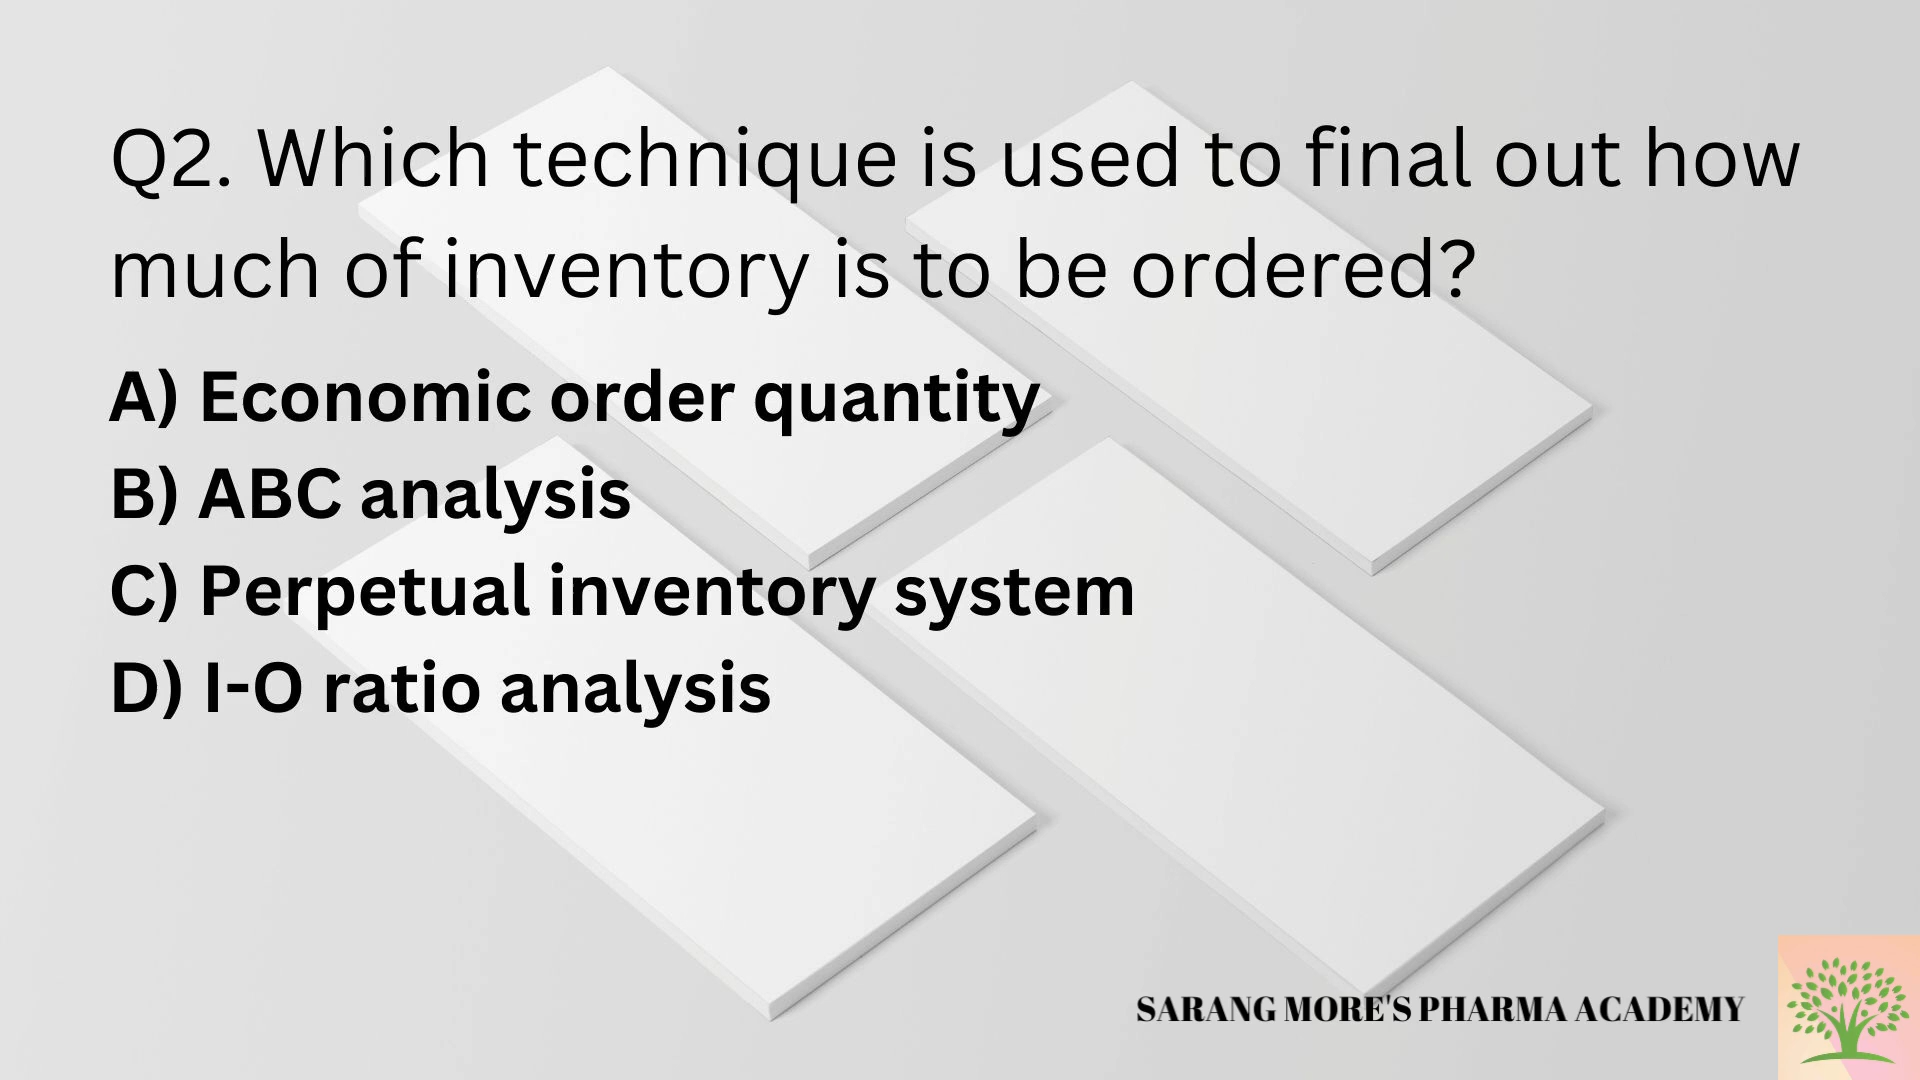 Q2. Which technique is used to final out how
much of inventory is to be ordered?
A) Economic order quantity
B) ABC analysis
C) Perpetual inventory system
D) I-O ratio analysis
SARANG MORE'S PHARMA ACADEMY